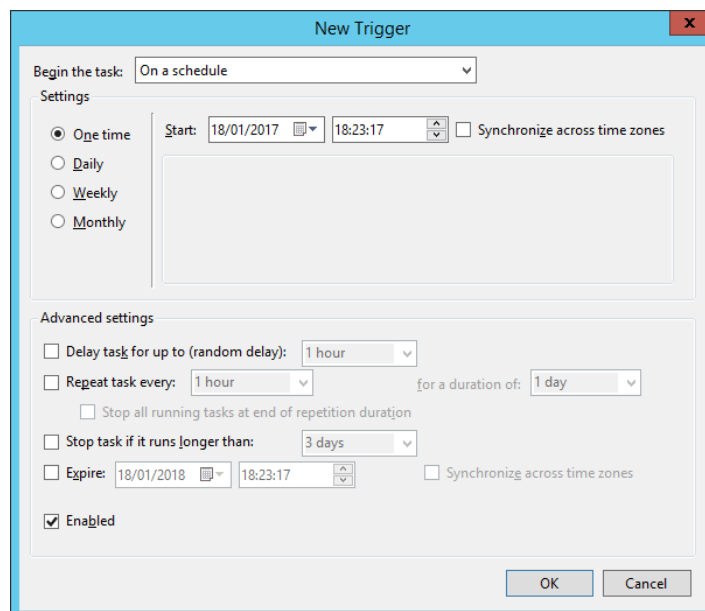 New Trigger
x
Begin the task: On a schedule
Settings
One time
Start: 18/01/2017 18:23:17 Synchronize across time zones
Daily
Weekly
Monthly
Advanced settings
Delay task for up to (random delay): 1 hour
Repeat task every: 1 hour for a duration of: 1 day
Stop all running tasks at end of repetition duration
Stop task if it runs longer than: 3 days
Expire: 18/01/2018 18:23:17 Synchronize across time zones
Enabled
OK Cancel